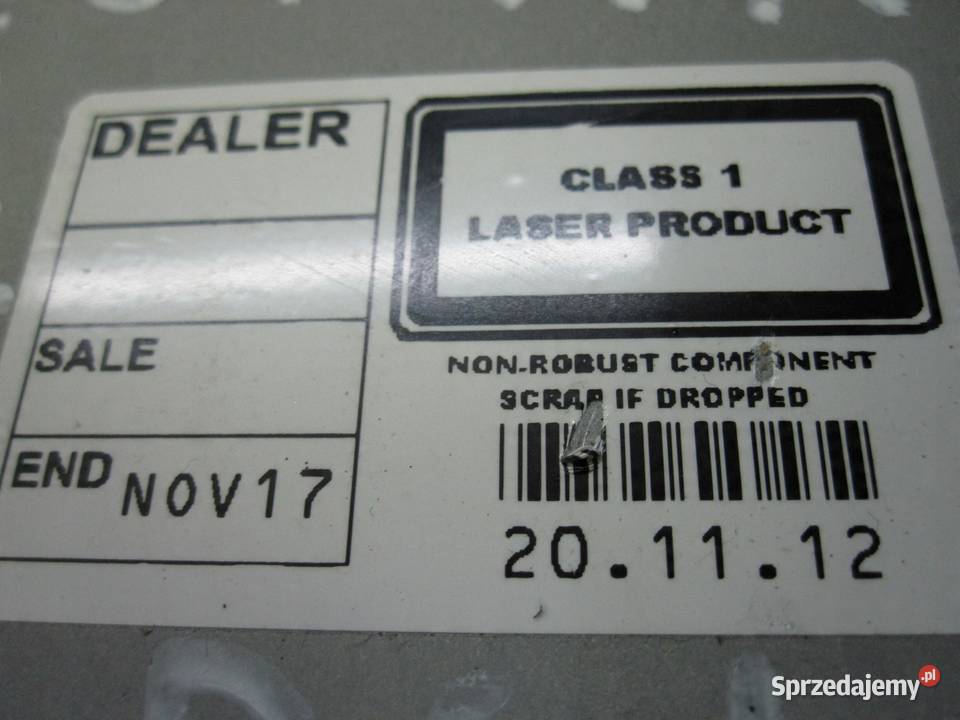 DEALER
SALE
END NOV17
CLASS 1
LASER PRODUCT
NON-ROBUST COMPONENT
SCRAP IF DROPPED
20.11.12
Sprzedajemy.pl